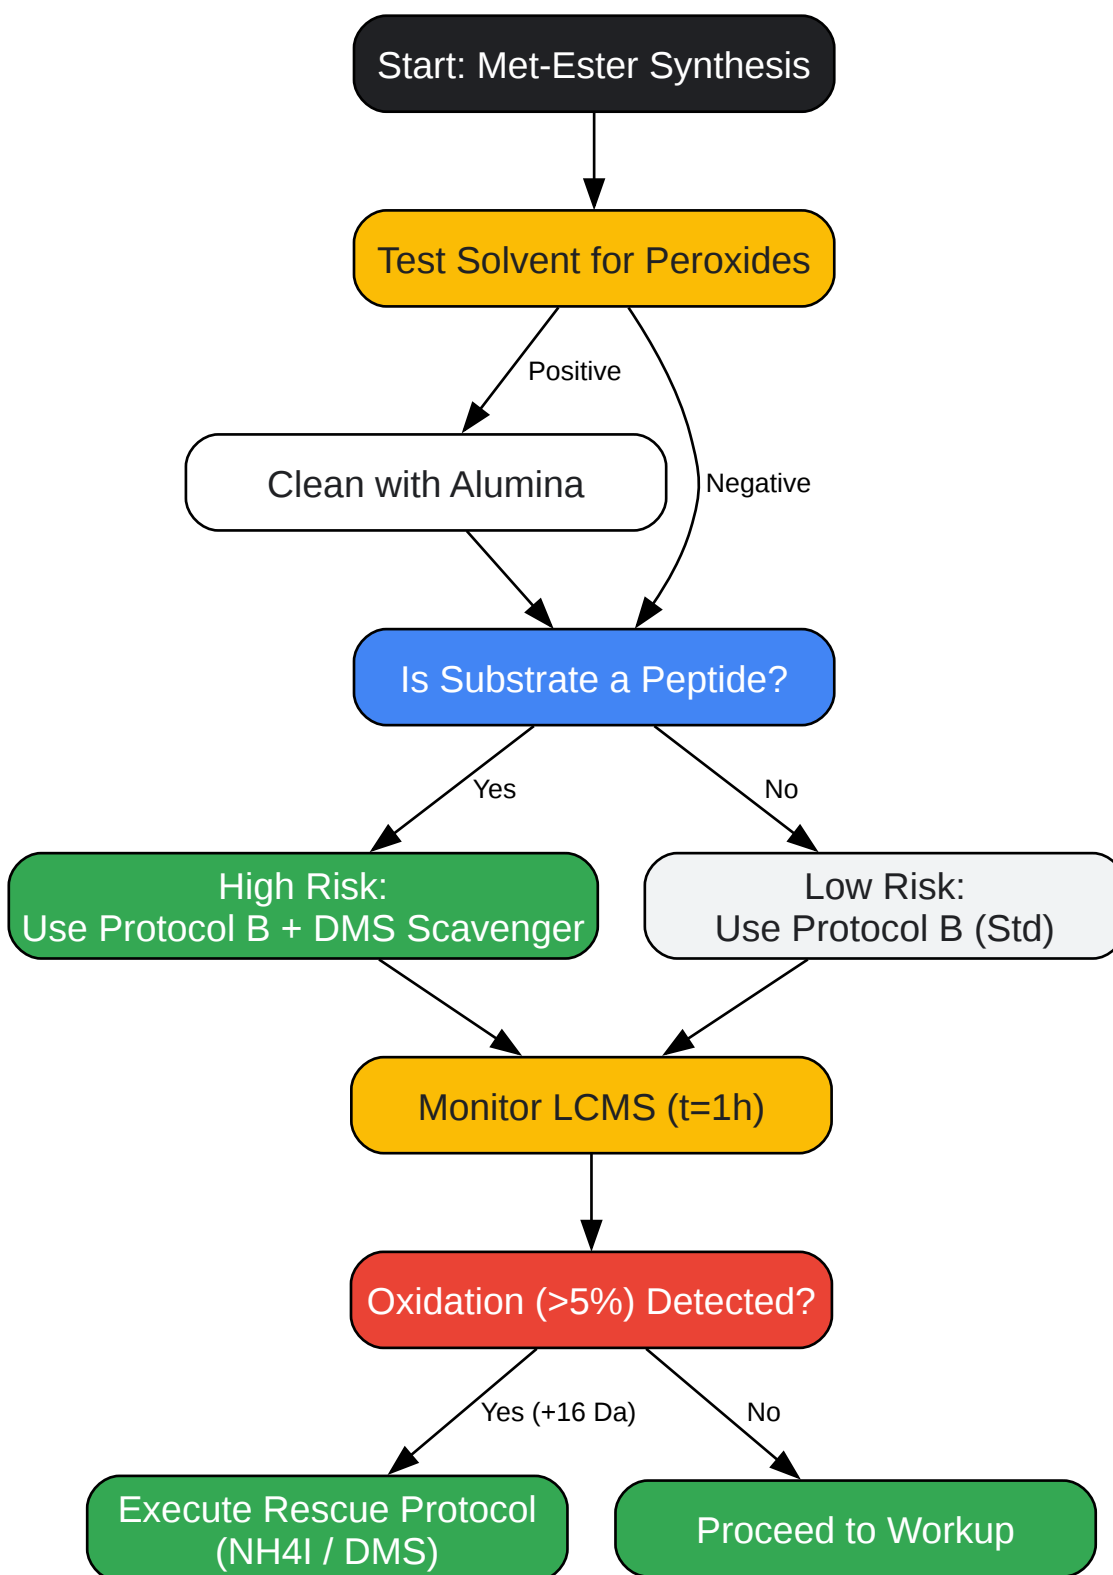 Start: Met-Ester Synthesis
Test Solvent for Peroxides
Positive
Clean with Alumina
Negative
Is Substrate a Peptide?
Yes
No
High Risk:
Use Protocol B + DMS Scavenger
Low Risk:
Use Protocol B (Std)
Monitor LCMS (t=1h)
Oxidation (>5%) Detected?
Yes (+16 Da)
No
Execute Rescue Protocol
(NH4I / DMS)
Proceed to Workup